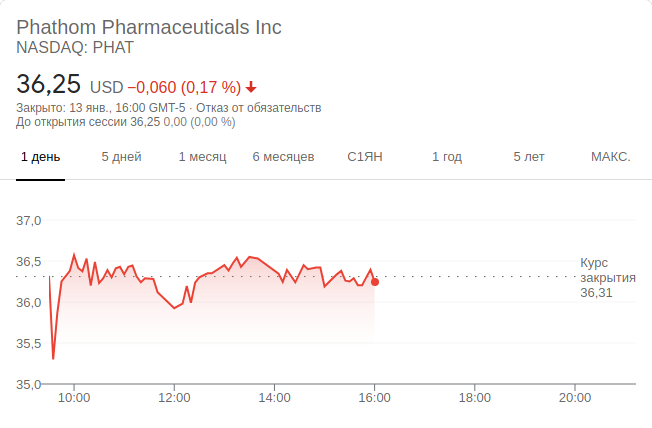 Phathom Pharmaceuticals Inc
NASDAQ: PHAT
36,25 USD −0,060 (0,17 %)
Закрыто: 13 янв., 16:00 GMT-5 · Отказ от обязательств
До открытия сессии 36,25 0,00 (0,00 %)
1 день 5 дней 1 месяц 6 месяцев С1ЯН 1 год 5 лет МАКС.
37,0
36,5
36,0
35,5
35,0
Курс
закрытия
36,31
10:00 12:00 14:00 16:00 18:00 20:00